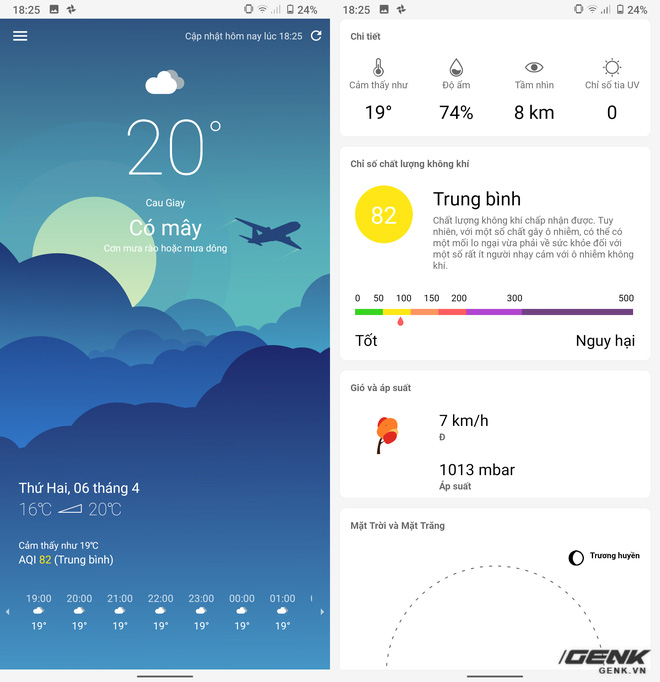 18:25
24%
Cập nhật hôm nay lúc 18:25
20°
Cau Giay
Có mây
Cơn mưa rào hoặc mưa dông
Thứ Hai, 06 tháng 4
16℃ 20℃
Cảm thấy như 19℃
AQI 82 (Trung bình)
19:00 20:00 21:00 22:00 23:00 00:00 01:00
19° 19° 19° 19° 19° 19° 19°
18:25
24%
Chi tiết
Cảm thấy như Độ ẩm Tầm nhìn Chỉ số tia UV
19° 74% 8 km 0
Chỉ số chất lượng không khí
82
Trung bình
Chất lượng không khí chấp nhận được. Tuy
nhiên, với một số chất gây ô nhiễm, có thể có
một mối lo ngại vừa phải về sức khỏe đối với
một số rất ít người nhạy cảm với ô nhiễm không
khí.
0 50 100 150 200 300 500
Tốt Nguy hại
Gió và áp suất
7 km/h
Đ
1013 mbar
Áp suất
Mặt Trời và Mặt Trăng
Trương huyền
GENK
GENK.VN